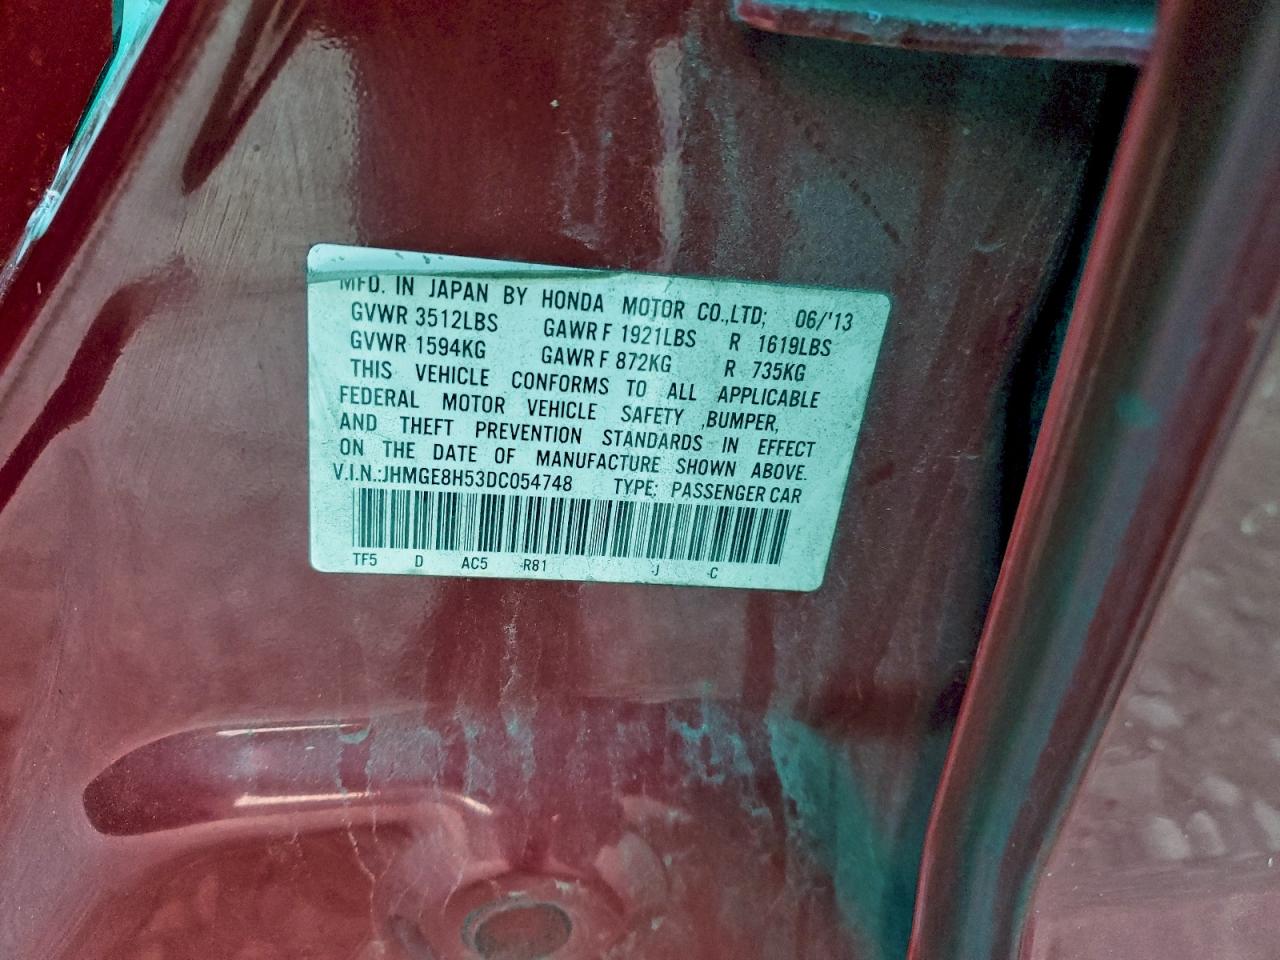 MFD. IN JAPAN BY HONDA MOTOR CO.,LTD; 06/'13
GVWR 3512LBS GAWR F 1921LBS R 1619LBS
GVWR 1594KG GAWR F 872KG R 735KG
THIS VEHICLE CONFORMS TO ALL APPLICABLE
FEDERAL MOTOR VEHICLE SAFETY ,BUMPER,
AND THEFT PREVENTION STANDARDS IN EFFECT
ON THE DATE OF MANUFACTURE SHOWN ABOVE.
V.I.N.:JHMGE8H53DC054748 TYPE: PASSENGER CAR
TF5 D AC5 -R81 -J -C